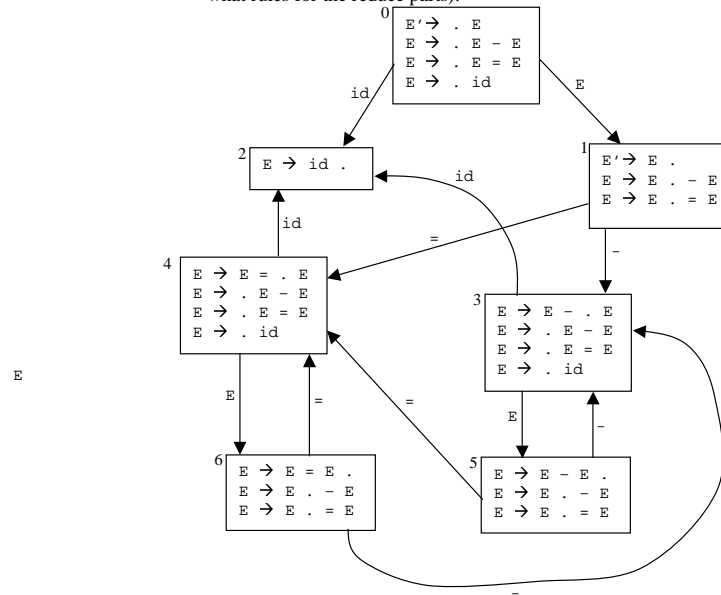 what rules for the reduce parts).
0
E′→ . E
E → . E – E
E → . E = E
E → . id
id
E
2
E → id .
1
E′→ E .
E → E . – E
E → E . = E
id
id
=
–
4
E → E = . E
E → . E – E
E → . E = E
E → . id
3
E → E – . E
E → . E – E
E → . E = E
E → . id
E
E
=
=
E
–
6
E → E = E .
E → E . – E
E → E . = E
5
E → E – E .
E → E . – E
E → E . = E
–